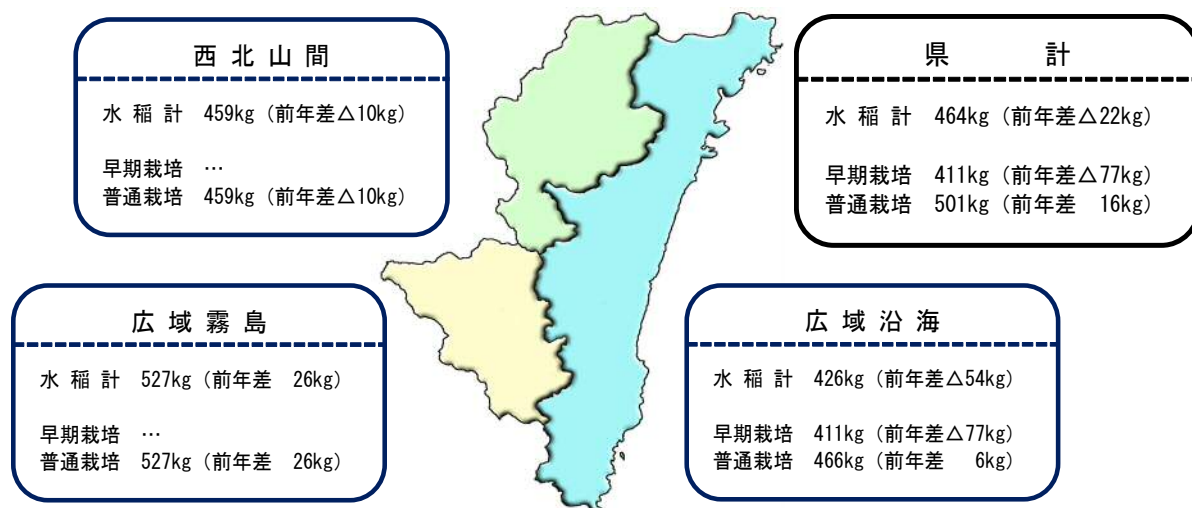 西北山間
水稲計 459kg (前年差△10kg)
早期栽培 …
普通栽培 459kg (前年差△10kg)
県計
水稲計 464kg (前年差△22kg)
早期栽培 411kg (前年差△77kg)
普通栽培 501kg (前年差 16kg)
広域霧島
水稲計 527kg (前年差 26kg)
早期栽培 …
普通栽培 527kg (前年差 26kg)
広域沿海
水稲計 426kg (前年差△54kg)
早期栽培 411kg (前年差△77kg)
普通栽培 466kg (前年差 6kg)